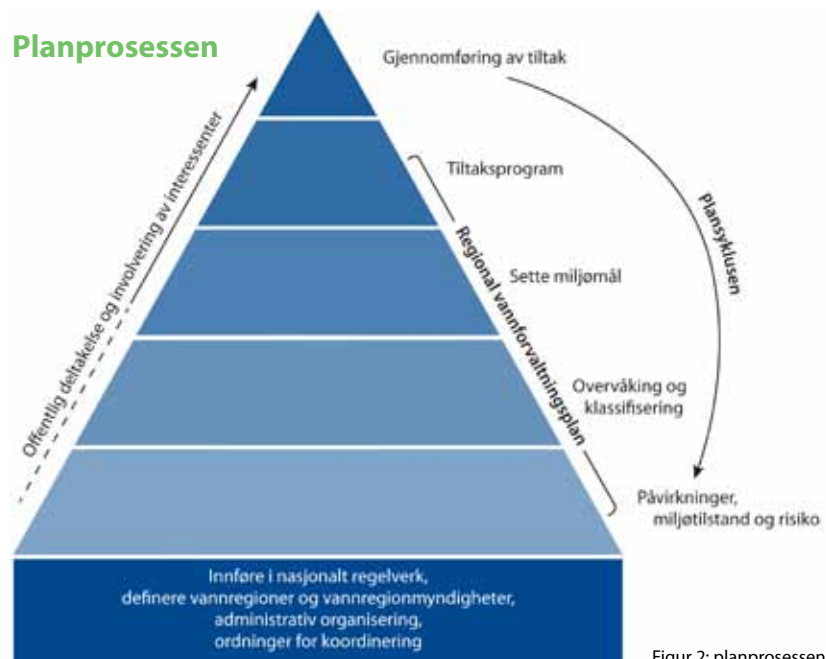 Planprosessen
Gjennomføring av tiltak
Offentlig deltakelse og involvering av interessenter
Tiltaksprogram
Plansyklusen
Regional vannforvaltningsplan
Sette miljømål
Overvåking og
klassifisering
Påvirkninger,
miljøtilstand og risiko
Innføre i nasjonalt regelverk,
definere vannregioner og vannregionmyndigheter,
administrativ organisering,
ordninger for koordinering
Figur 2: planprosessen